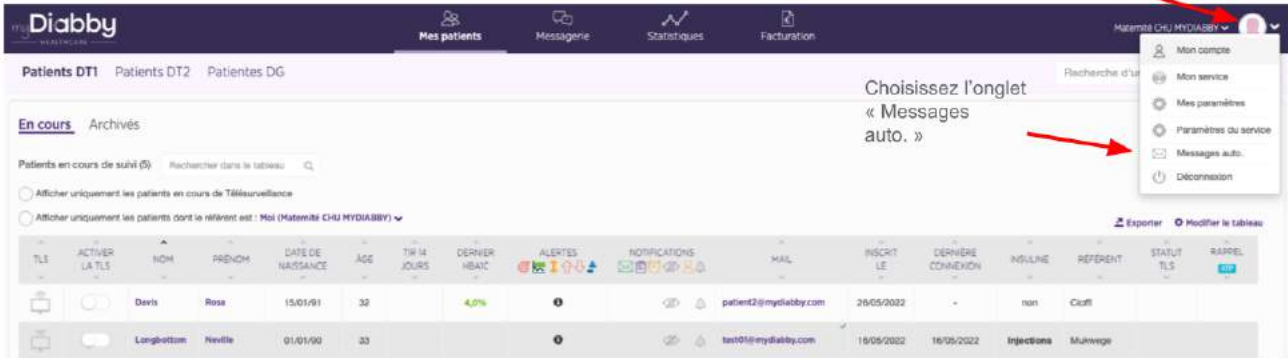 myDiabby
HEALTHCARE
Mes patients
Messagerie
Statistiques
Facturation
Maternité CHU MYDIABBY
Patients DT1 Patients DT2 Patientes DG
Recherche d'u
Mon compte
Mon service
Mes paramètres
Paramètres du service
Messages auto.
Déconnexion
Choisissez l'onglet
« Messages
auto. »
En cours Archivés
Patients en cours de suivi (5) Rechercher dans le tableau
Afficher uniquement les patients en cours de Télésurveillance
Afficher uniquement les patients dont le référent est : Moi (Maternité CHU MYDIABBY)
Exporter Modifier le tableau
TLS ACTIVER LA TLS NOM PRÉNOM DATE DE NAISSANCE ÂGE TIR 14 JOURS DERNIER HBA1C ALERTES NOTIFICATIONS MAIL INSCRIT LE DERNIÈRE CONNEXION INSULINE RÉFÉRENT STATUT TLS RAPPEL
Davis Rose 15/01/91 32 4,0% patient2@mydiabby.com 26/05/2022 - non Cioffi
Longbottom Neville 01/01/90 33 test01@mydiabby.com 16/05/2022 16/05/2022 Injections Mukwege